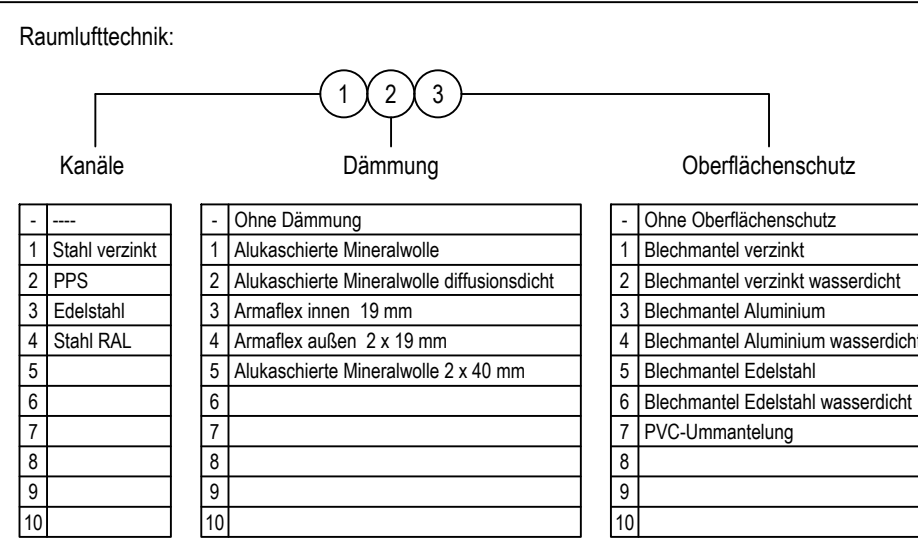 Raumlufttechnik:
1 2 3
Kanäle
- ----
1 Stahl verzinkt
2 PPS
3 Edelstahl
4 Stahl RAL
5
6
7
8
9
10
Dämmung
- Ohne Dämmung
1 Alukaschierte Mineralwolle
2 Alukaschierte Mineralwolle diffusionsdicht
3 Armaflex innen 19 mm
4 Armaflex außen 2 x 19 mm
5 Alukaschierte Mineralwolle 2 x 40 mm
6
7
8
9
10
Oberflächenschutz
- Ohne Oberflächenschutz
1 Blechmantel verzinkt
2 Blechmantel verzinkt wasserdicht
3 Blechmantel Aluminium
4 Blechmantel Aluminium wasserdicht
5 Blechmantel Edelstahl
6 Blechmantel Edelstahl wasserdicht
7 PVC-Ummantelung
8
9
10